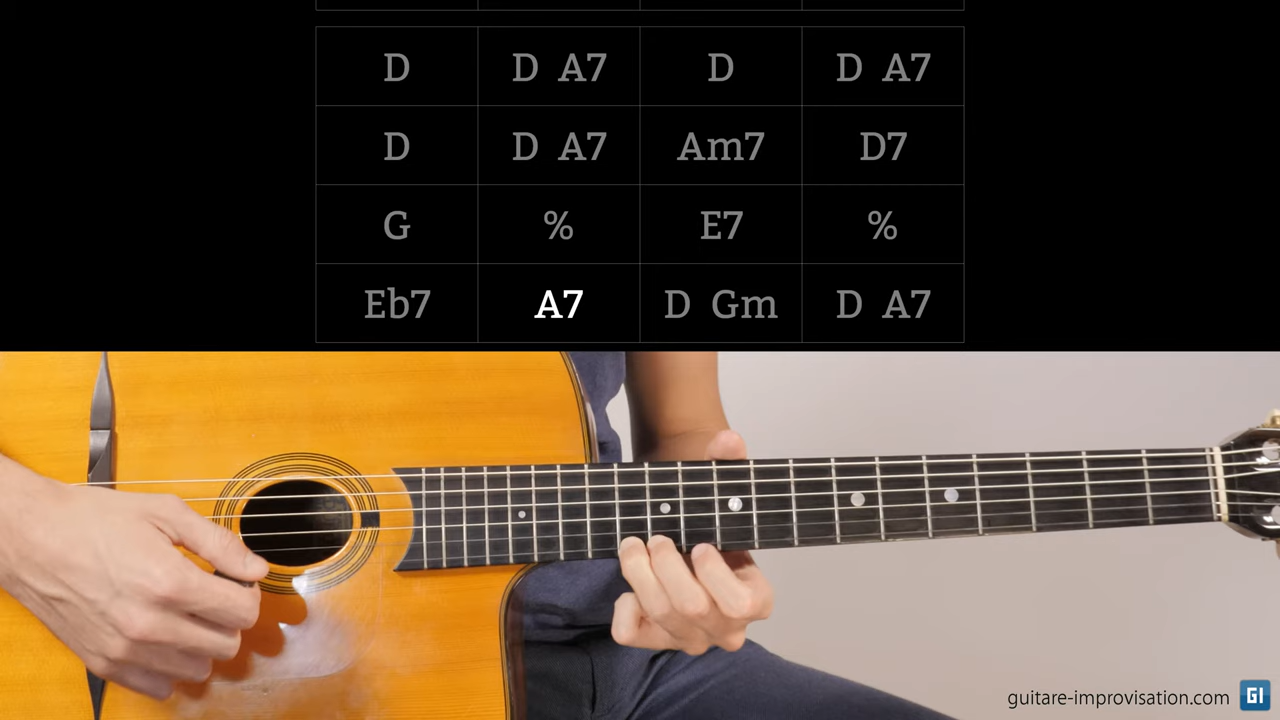 D D A7 D D A7
D D A7 Am7 D7
G % E7 %
Eb7 A7 D Gm D A7
guitare-improvisation.com GI